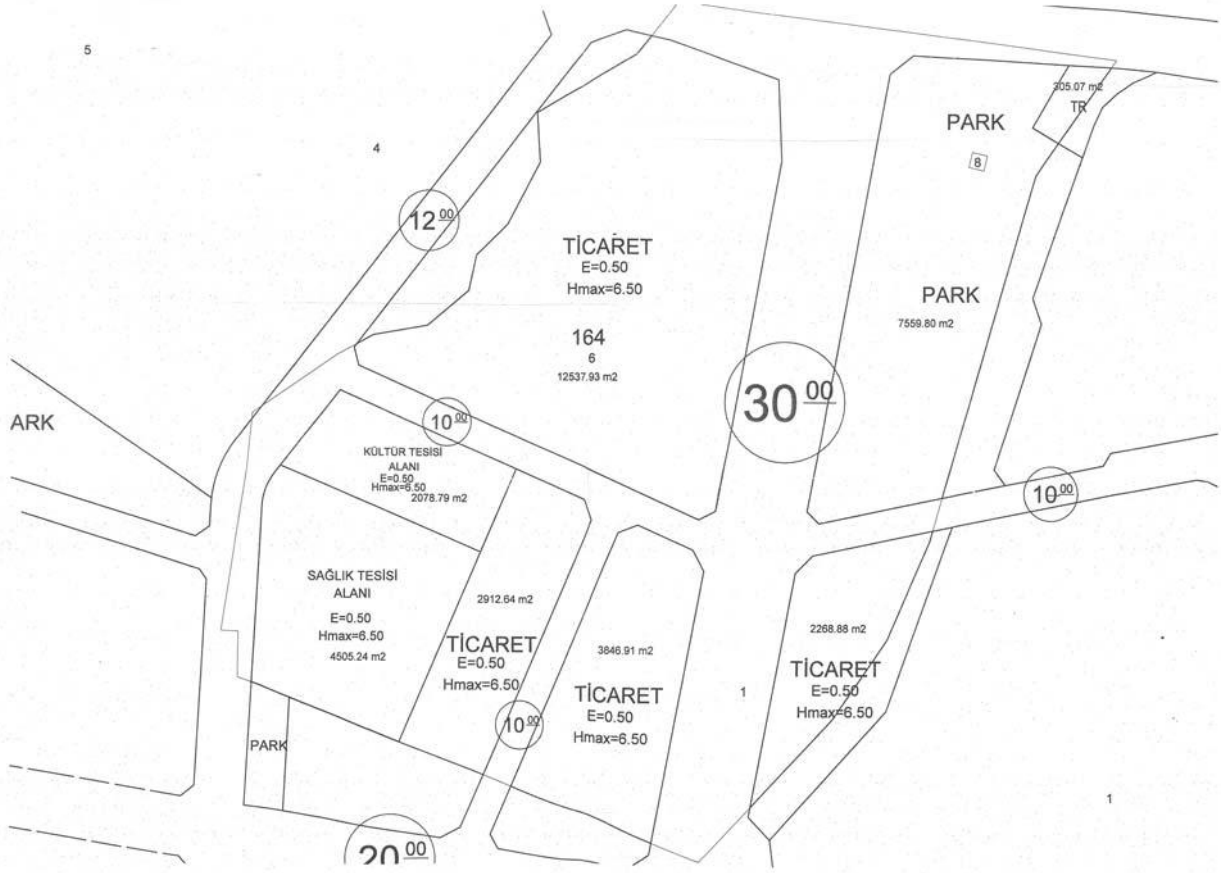 5
4
12 00
TİCARET
E=0.50
Hmax=6.50
164
6
12537.93 m2
305.07 m2
TR
PARK
8
PARK
7559.80 m2
30 00
ARK
10 00
KÜLTÜR TESİSİ
ALANI
E=0.50
Hmax=6.50
2078.79 m2
10 00
SAĞLIK TESİSİ
ALANI
E=0.50
Hmax=6.50
4505.24 m2
2912.64 m2
TİCARET
E=0.50
Hmax=6.50
10 00
3846.91 m2
TİCARET
E=0.50
Hmax=6.50
1
2268.88 m2
TİCARET
E=0.50
Hmax=6.50
PARK
20 00
1